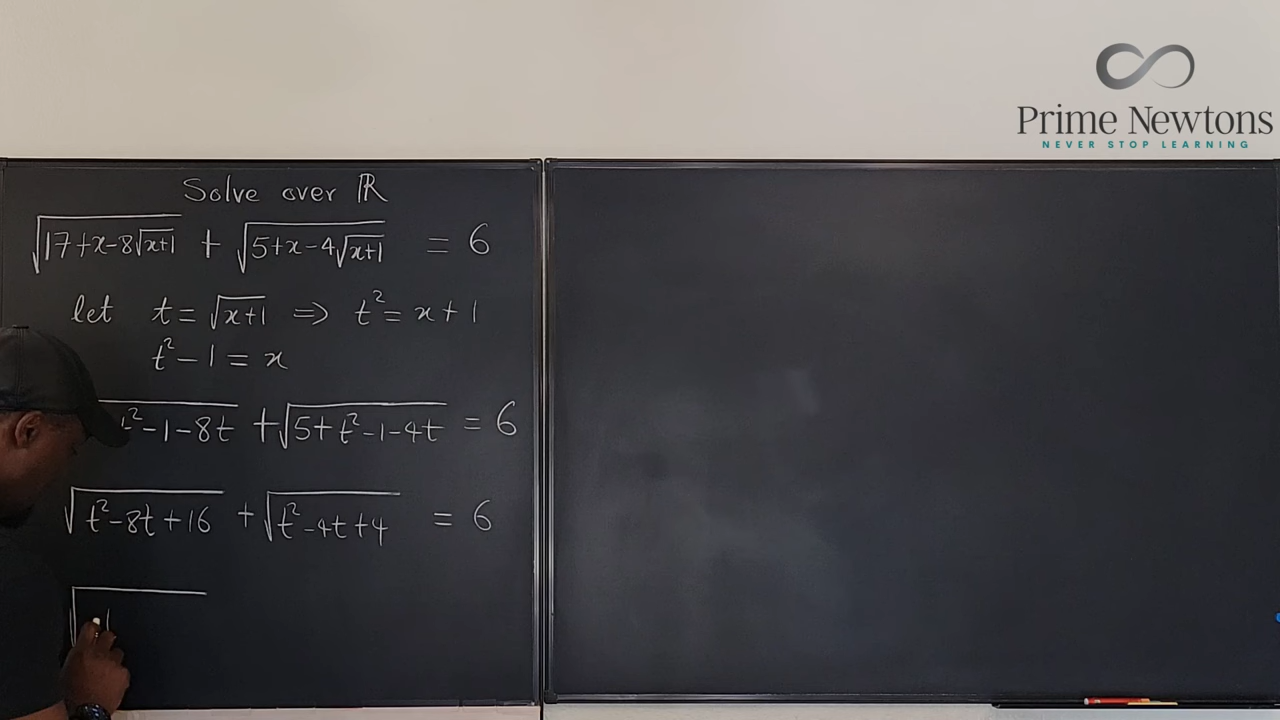 Prime Newtons
NEVER STOP LEARNING
Solve over ℝ
√(17+x-8√(x+1)) + √(5+x-4√(x+1)) = 6
let t = √(x+1) ⇒ t² = x+1
t²-1 = x
t²-1-8t + √(5+t²-1-4t) = 6
√(t²-8t+16) + √(t²-4t+4) = 6